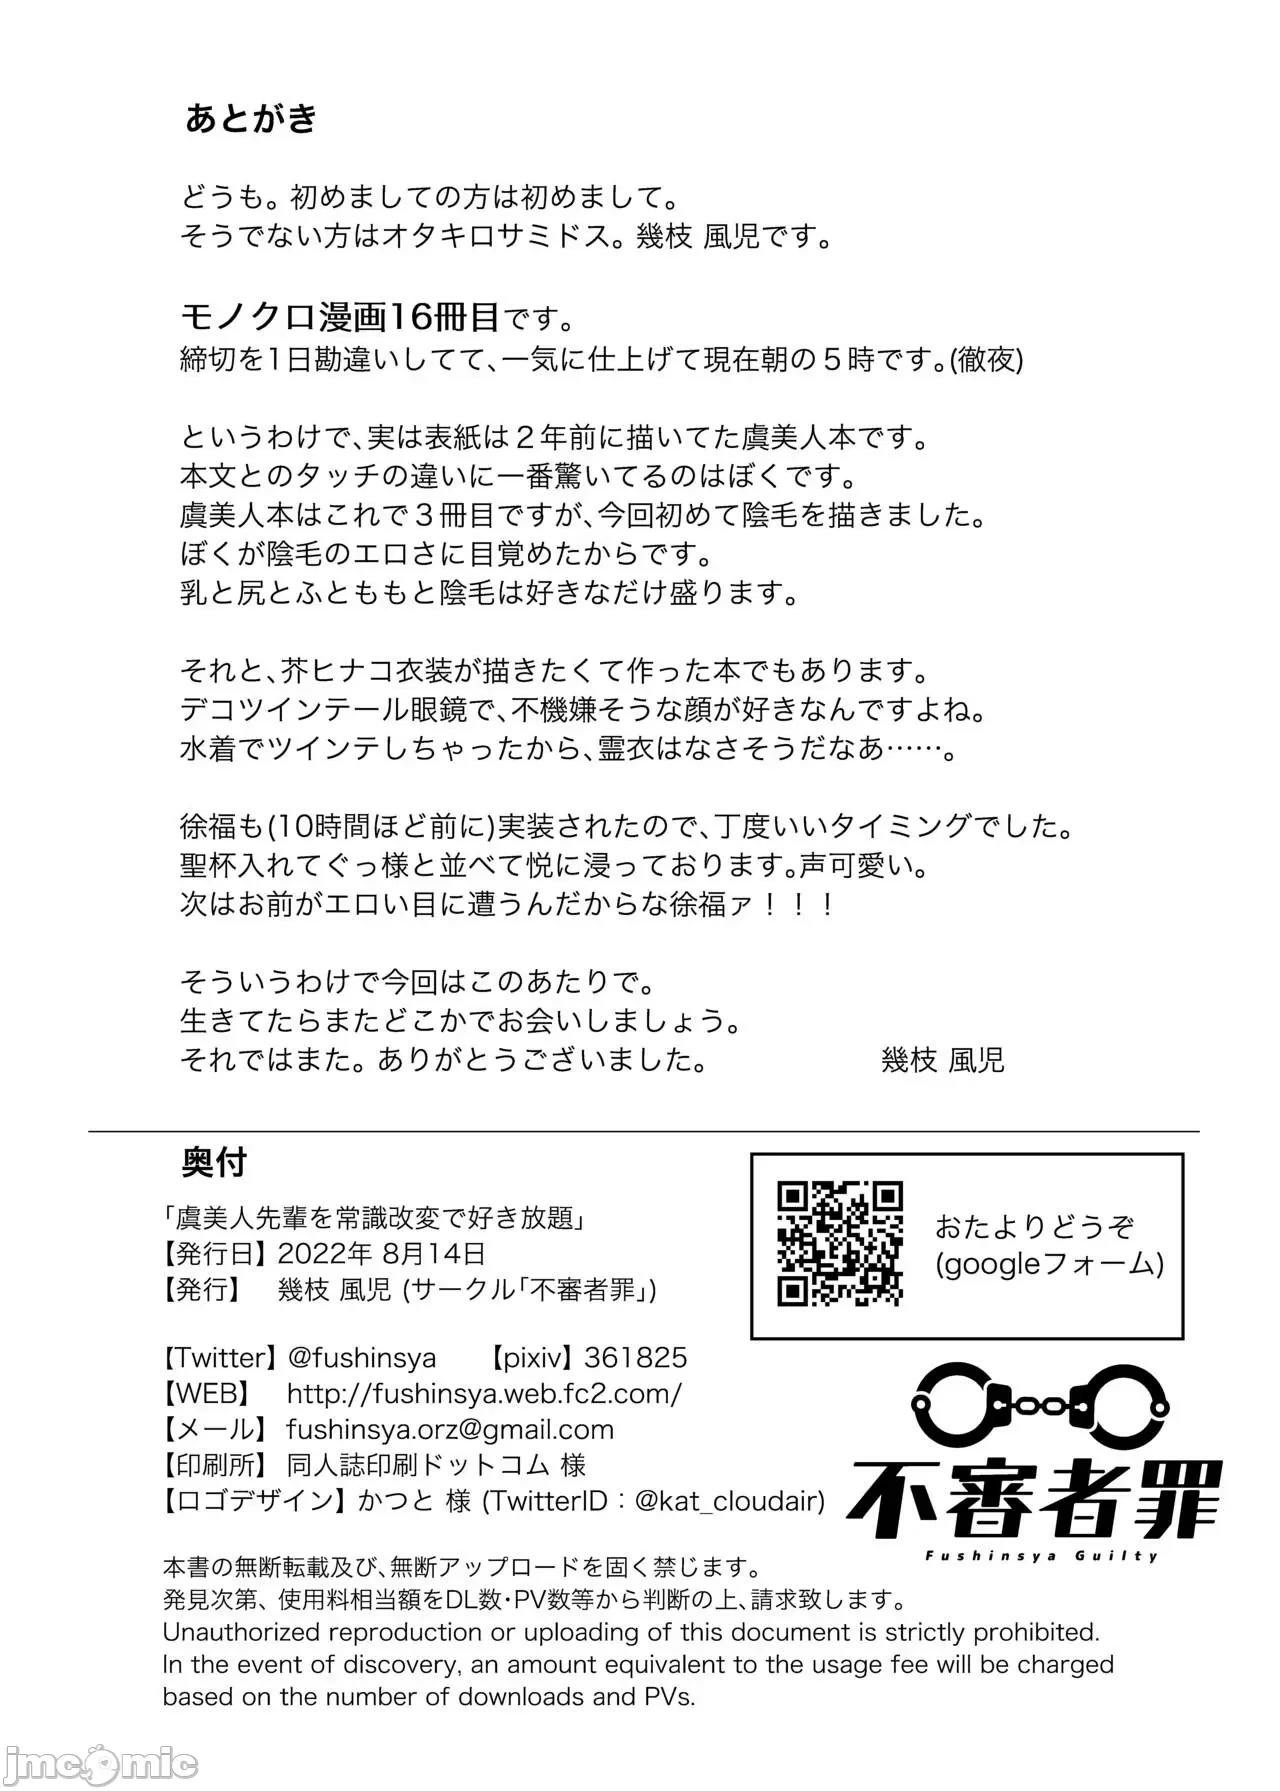 あとがき
どうも。初めましての方は初めまして。
そうでない方はオタキロサミドス。幾枝 風児です。
モノクロ漫画16冊目です。
締切を1日勘違いしてて、一気に仕上げて現在朝の５時です。(徹夜)
というわけで、実は表紙は２年前に描いてた虞美人本です。
本文とのタッチの違いに一番驚いてるのはぼくです。
虞美人本はこれで３冊目ですが、今回初めて陰毛を描きました。
ぼくが陰毛のエロさに目覚めたからです。
乳と尻とふとももと陰毛は好きなだけ盛ります。
それと、芥ヒナコ衣装が描きたくて作った本でもあります。
デコツインテール眼鏡で、不機嫌そうな顔が好きなんですよね。
水着でツインテしちゃったから、霊衣はなさそうだなあ……。
徐福も(10時間ほど前に)実装されたので、丁度いいタイミングでした。
聖杯入れてぐっ様と並べて悦に浸っております。声可愛い。
次はお前がエロい目に遭うんだからな徐福ァ！！！
そういうわけで今回はこのあたりで。
生きてたらまたどこかでお会いしましょう。
それではまた。ありがとうございました。 幾枝 風児
奥付
「虞美人先輩を常識改変で好き放題」
【発行日】2022年 8月14日
【発行】 幾枝 風児 (サークル「不審者罪」)
【Twitter】@fushinsya 【pixiv】361825
【WEB】 http://fushinsya.web.fc2.com/
【メール】 fushinsya.orz@gmail.com
【印刷所】 同人誌印刷ドットコム 様
【ロゴデザイン】かつと 様 (TwitterID：@kat_cloudair)
おたよりどうぞ
(googleフォーム)
不審者罪
Fushinsya Guilty
本書の無断転載及び、無断アップロードを固く禁じます。
発見次第、使用料相当額をDL数・PV数等から判断の上、請求致します。
Unauthorized reproduction or uploading of this document is strictly prohibited.
In the event of discovery, an amount equivalent to the usage fee will be charged
based on the number of downloads and PVs.
jmcomic